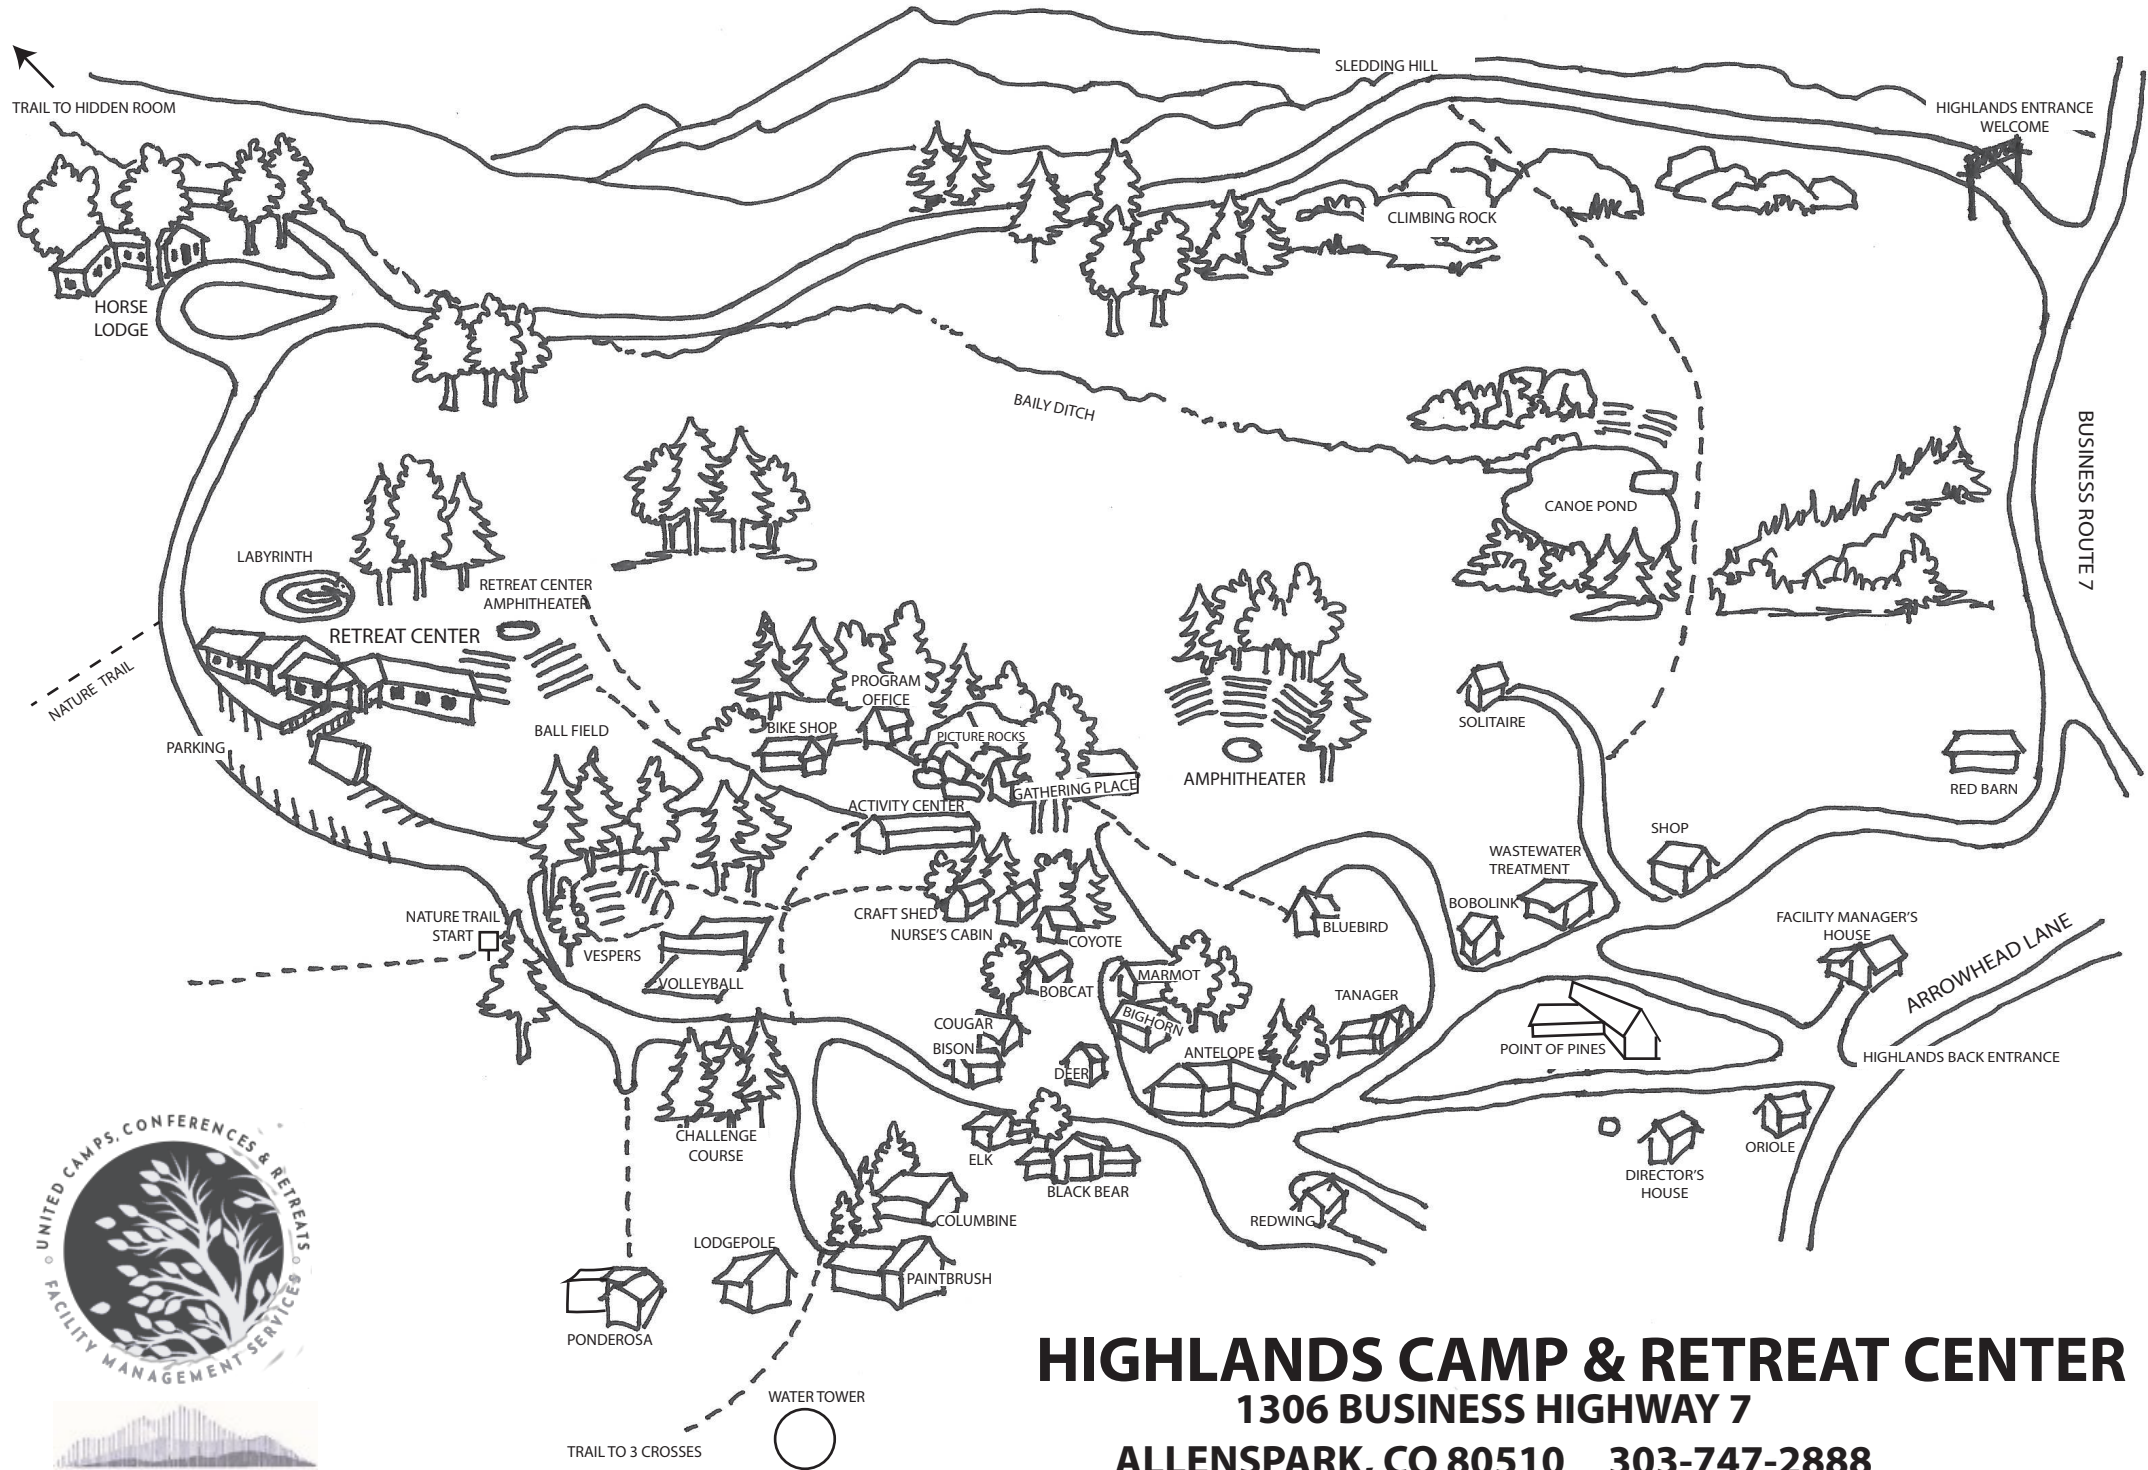 SLEDDING HILL
TRAIL TO HIDDEN ROOM
HIGHLANDS ENTRANCE
WELCOME
CLIMBING ROCK
HORSE
LODGE
BAILY DITCH
BUSINESS ROUTE 7
CANOE POND
LABYRINTH
RETREAT CENTER
AMPHITHEATER
RETREAT CENTER
NATURE TRAIL
PARKING
BALL FIELD
PROGRAM
OFFICE
BIKE SHOP
PICTURE ROCKS
GATHERING PLACE
ACTIVITY CENTER
AMPHITHEATER
SOLITAIRE
RED BARN
SHOP
WASTEWATER
TREATMENT
BOBOLINK
FACILITY MANAGER'S
HOUSE
ARROWHEAD LANE
NATURE TRAIL
START
VESPERS
VOLLEYBALL
CRAFT SHED
NURSE'S CABIN
COYOTE
BLUEBIRD
BOBCAT
MARMOT
BIGHORN
TANAGER
COUGAR
BISON
DEER
ANTELOPE
POINT OF PINES
HIGHLANDS BACK ENTRANCE
CHALLENGE
COURSE
ELK
BLACK BEAR
ORIOLE
DIRECTOR'S
HOUSE
REDWING
COLUMBINE
LODGEPOLE
PAINTBRUSH
PONDEROSA
WATER TOWER
TRAIL TO 3 CROSSES
UNITED CAMPS, CONFERENCES & RETREATS
FACILITY MANAGEMENT SERVICES
HIGHLANDS CAMP & RETREAT CENTER
1306 BUSINESS HIGHWAY 7
ALLENSPARK, CO 80510 303-747-2888